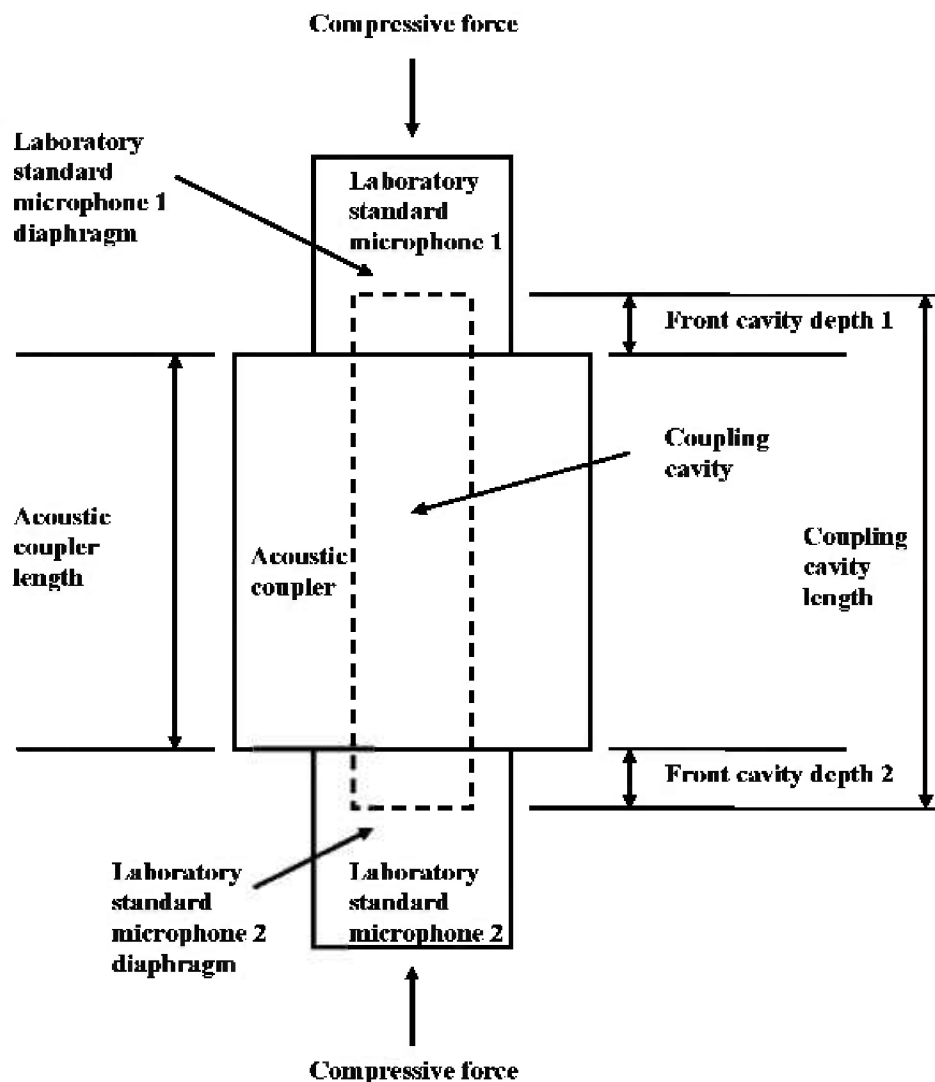 Compressive force
Laboratory
standard
microphone 1
diaphragm
Laboratory
standard
microphone 1
Front cavity depth 1
Coupling
cavity
Acoustic
coupler
length
Acoustic
coupler
Coupling
cavity
length
Front cavity depth 2
Laboratory
standard
microphone 2
diaphragm
Laboratory
standard
microphone 2
Compressive force